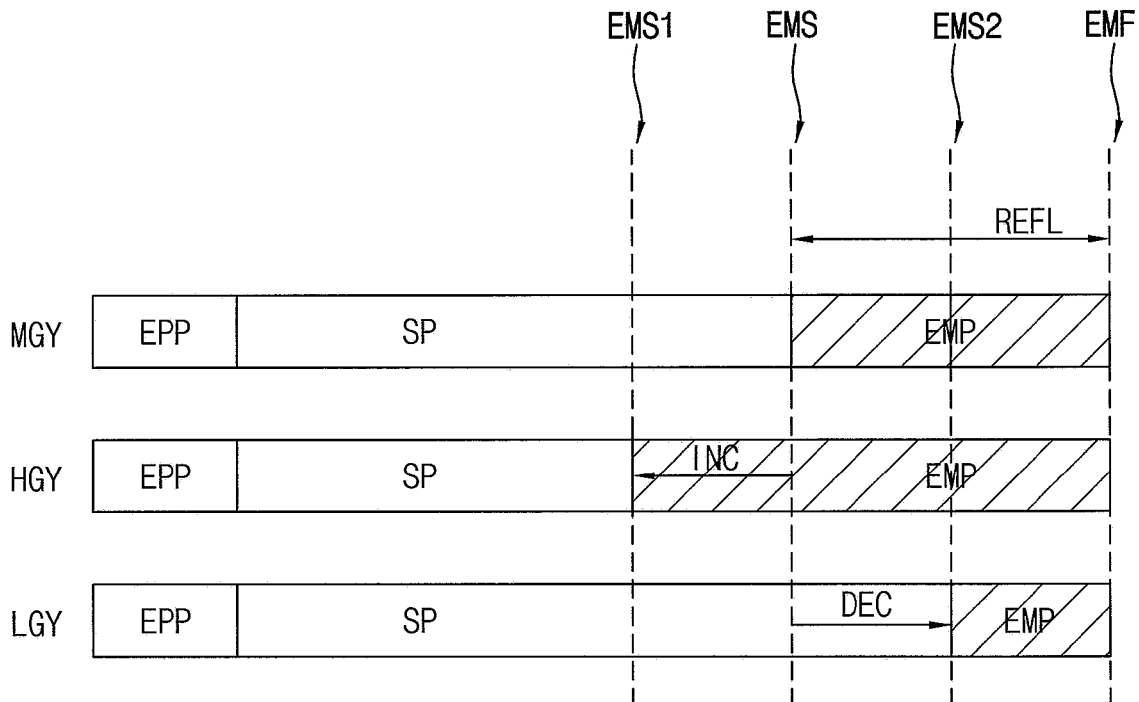 EMS1 EMS EMS2 EMF
REFL
MGY EPP SP EMP
HGY EPP SP INC EMP
LGY EPP SP DEC EMP